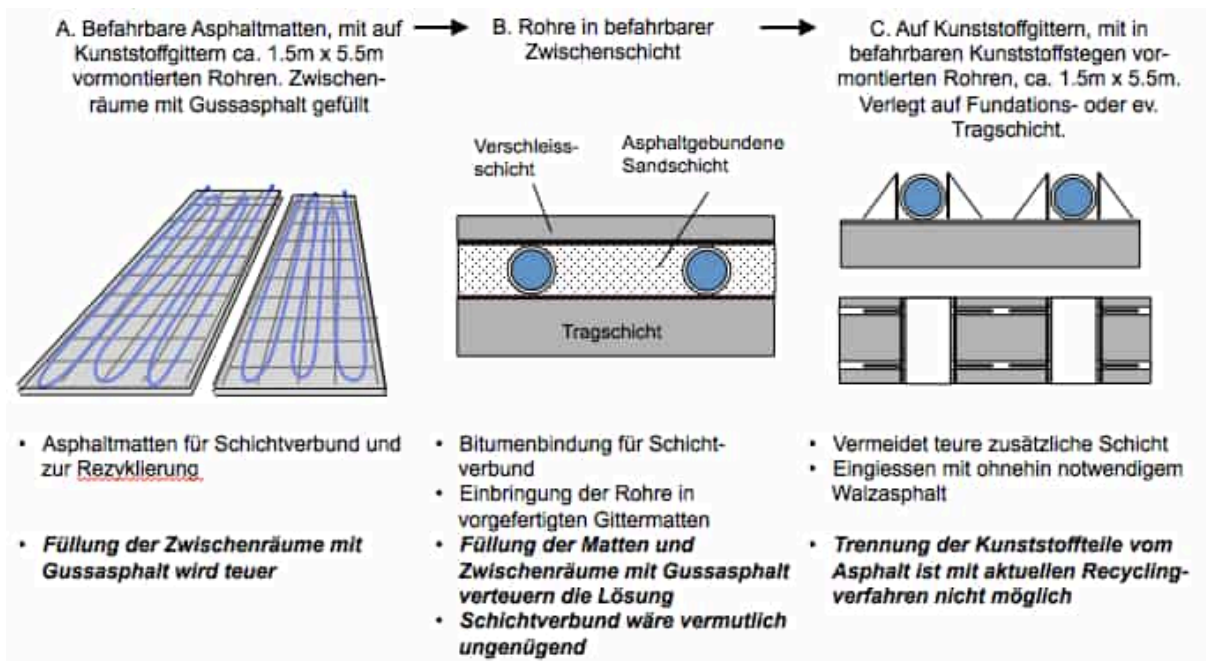 A. Befahrbare Asphaltmatten, mit auf
Kunststoffgittern ca. 1.5m x 5.5m
vormontierten Rohren. Zwischen-
räume mit Gussasphalt gefüllt
B. Rohre in befahrbarer
Zwischenschicht
C. Auf Kunststoffgittern, mit in
befahrbaren Kunststoffstegen vor-
montierten Rohren, ca. 1.5m x 5.5m.
Verlegt auf Fundations- oder ev.
Tragschicht.
Verschleiss-
schicht
Asphaltgebundene
Sandschicht
Tragschicht
• Asphaltmatten für Schichtverbund und
zur Rezyklierung
• Füllung der Zwischenräume mit
Gussasphalt wird teuer
• Bitumenbindung für Schicht-
verbund
• Einbringung der Rohre in
vorgefertigten Gittermatten
• Füllung der Matten und
Zwischenräume mit Gussasphalt
verteuern die Lösung
• Schichtverbund wäre vermutlich
ungenügend
• Vermeidet teure zusätzliche Schicht
• Eingiessen mit ohnehin notwendigem
Walzasphalt
• Trennung der Kunststoffteile vom
Asphalt ist mit aktuellen Recycling-
verfahren nicht möglich